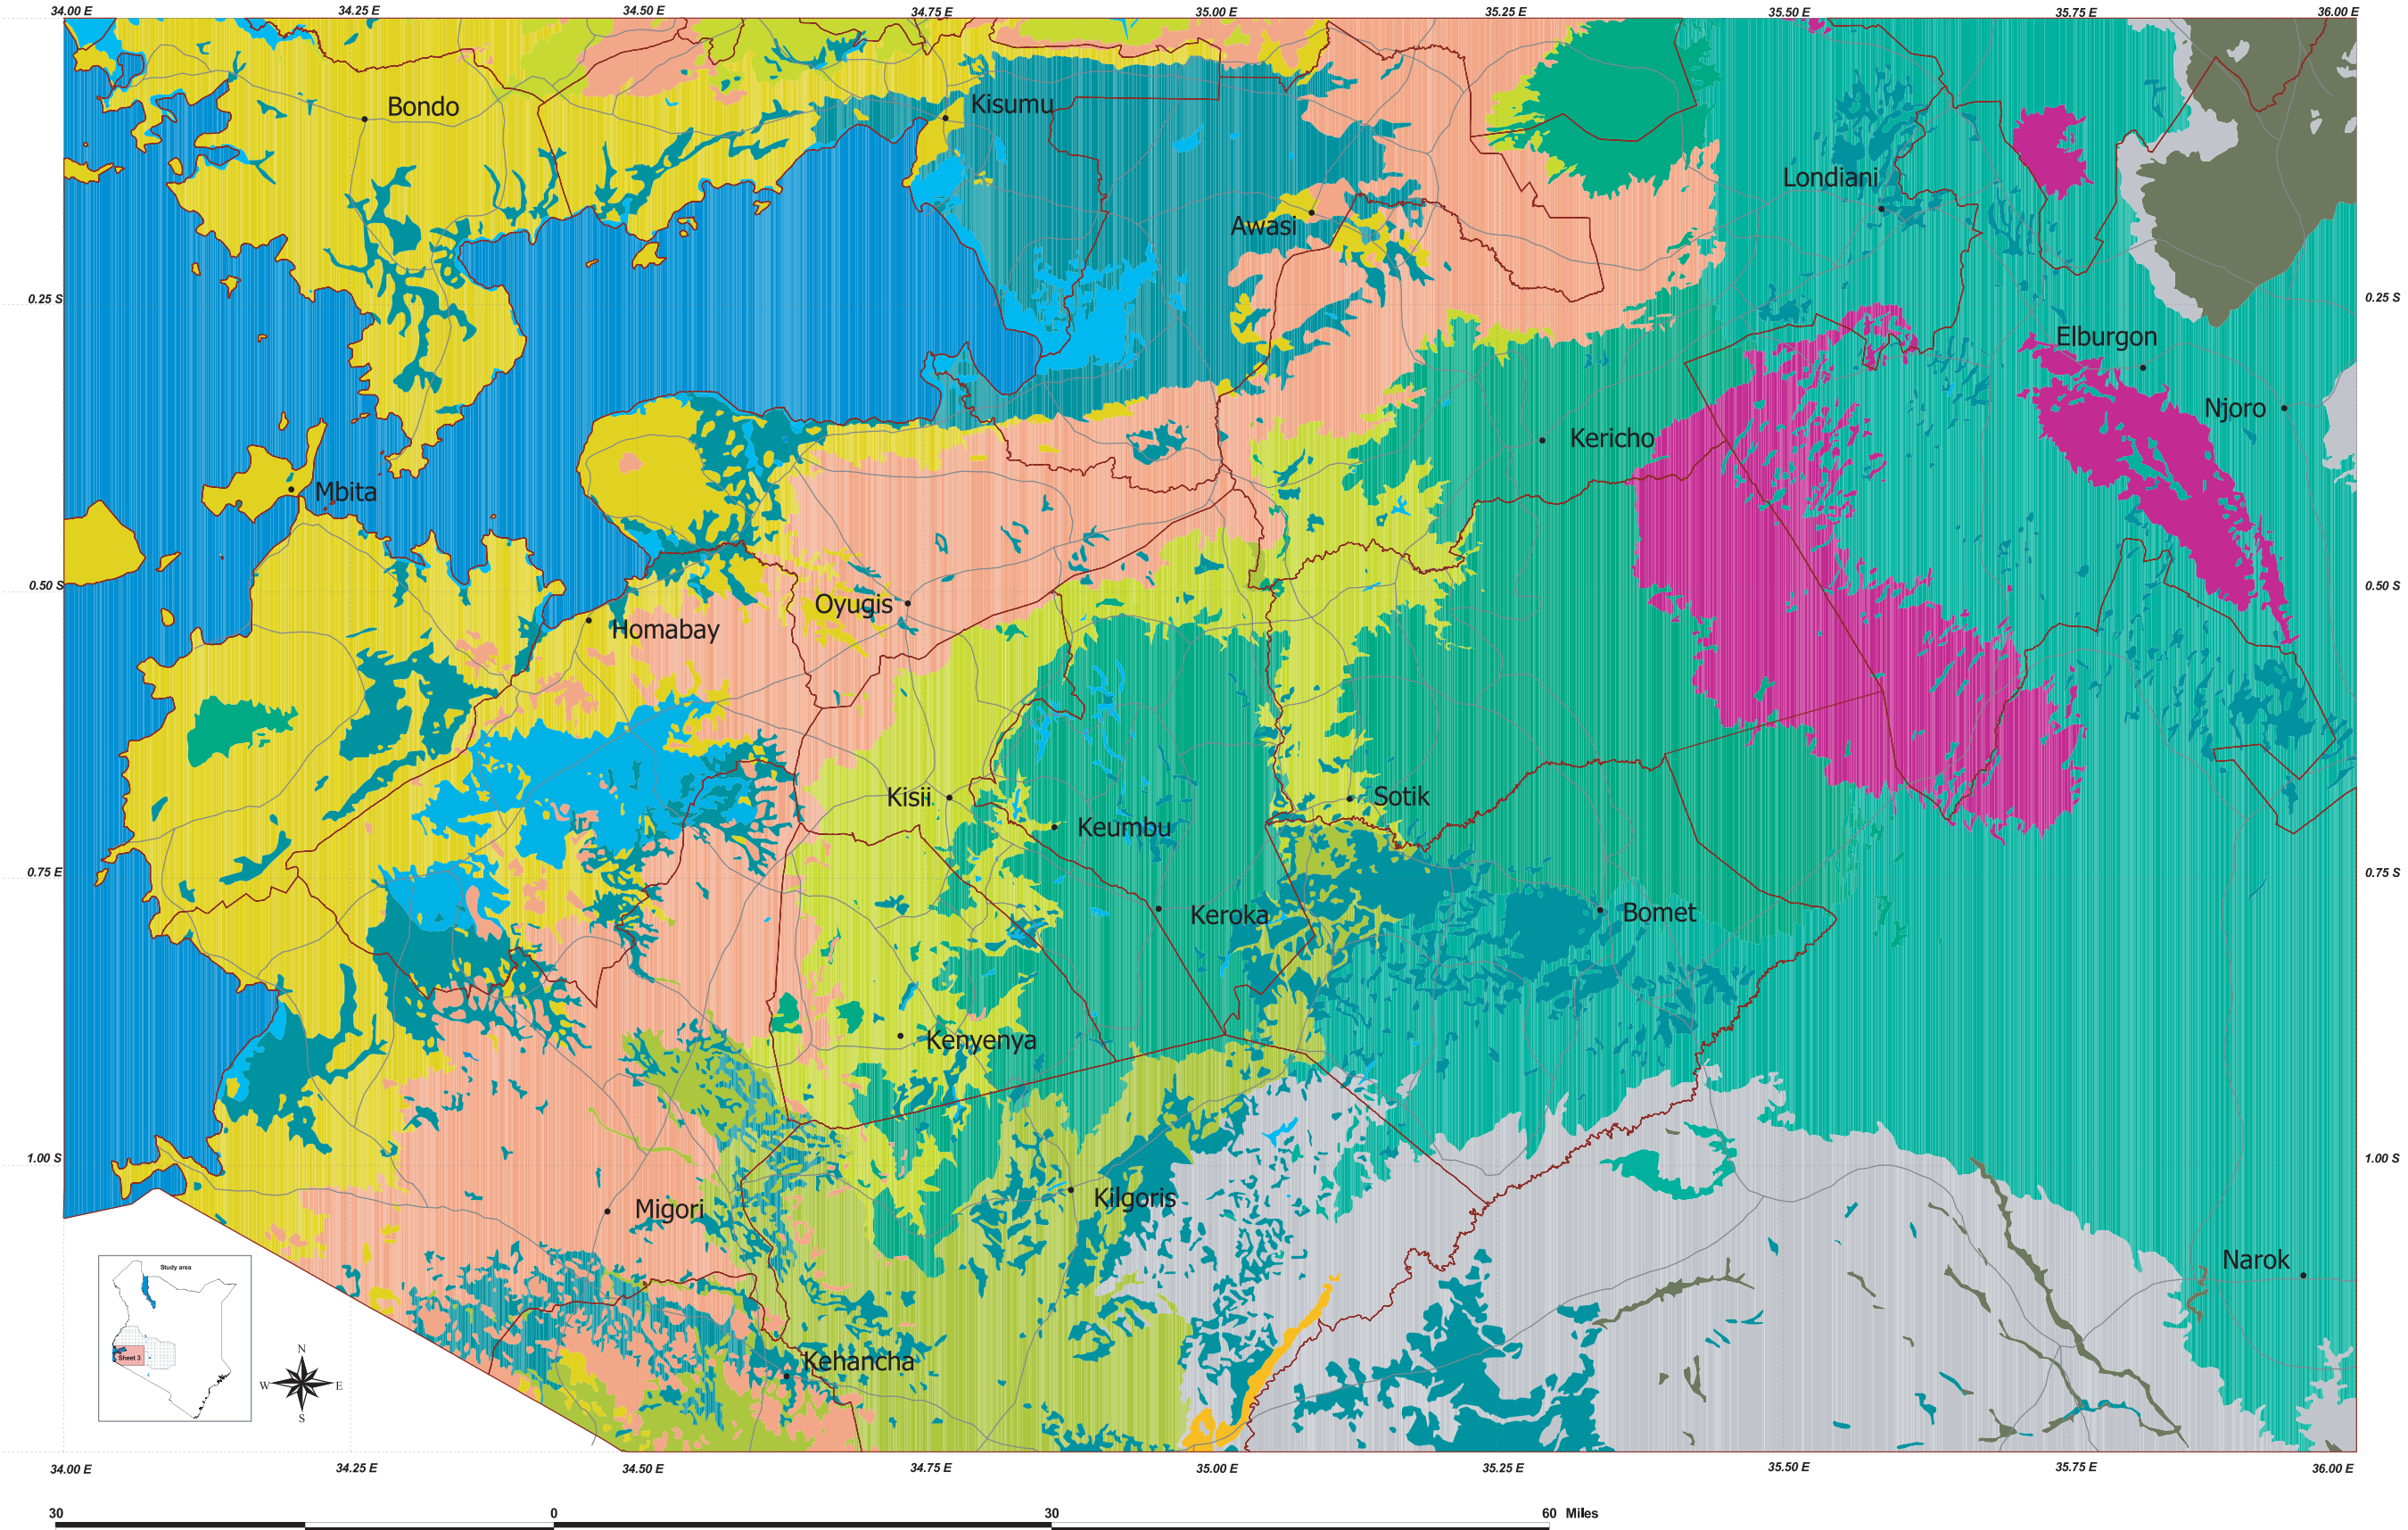 34.00 E 34.25 E 34.50 E 34.75 E 35.00 E 35.25 E 35.50 E 35.75 E 36.00 E
Bondo
Kisumu
Londiani
Awasi
0.25 S 0.25 S
Elburgon
Njoro
Kericho
Mbita
0.50 S 0.50 S
Oyugis
Homabay
Kisii
Sotik
Keumbu
0.75 E 0.75 S
Keroka
Bomet
Kenyenya
1.00 S 1.00 S
Kilgoris
Migori
Narok
Study area
Sheet 3
N
W E
S
Kehancha
34.00 E 34.25 E 34.50 E 34.75 E 35.00 E 35.25 E 35.50 E 35.75 E 36.00 E
30 0 30 60 Miles